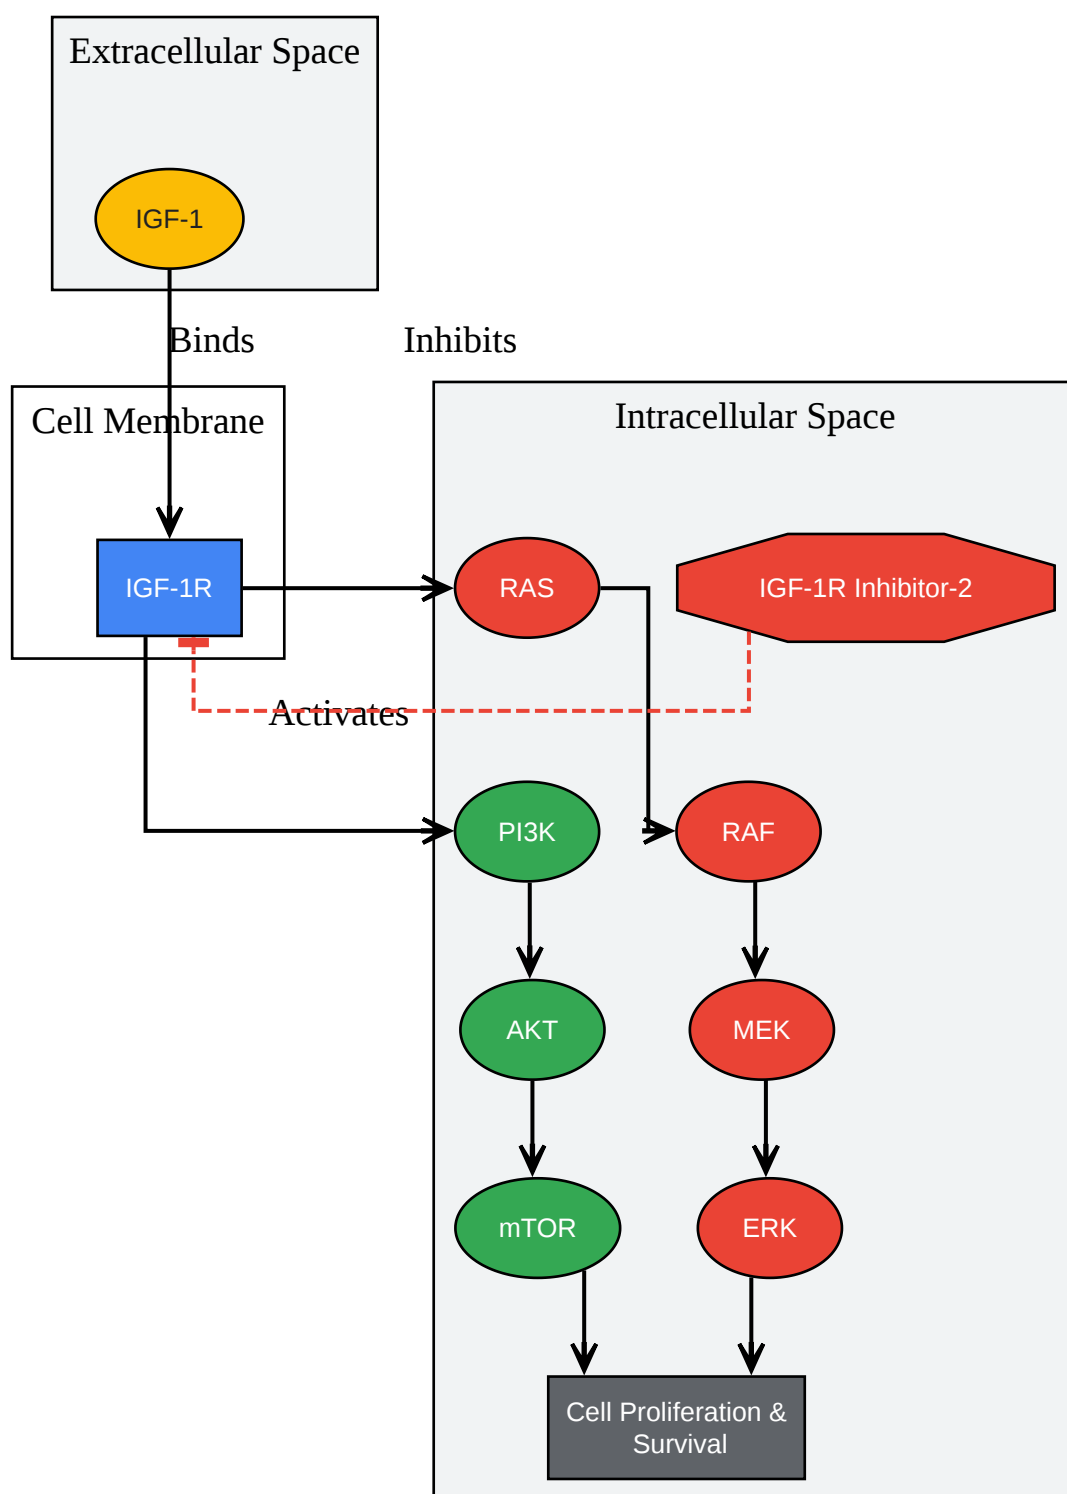 Extracellular Space
IGF-1
Binds
Inhibits
Cell Membrane
Intracellular Space
IGF-1R
RAS
IGF-1R Inhibitor-2
Activates
PI3K
RAF
AKT
MEK
mTOR
ERK
Cell Proliferation &
Survival